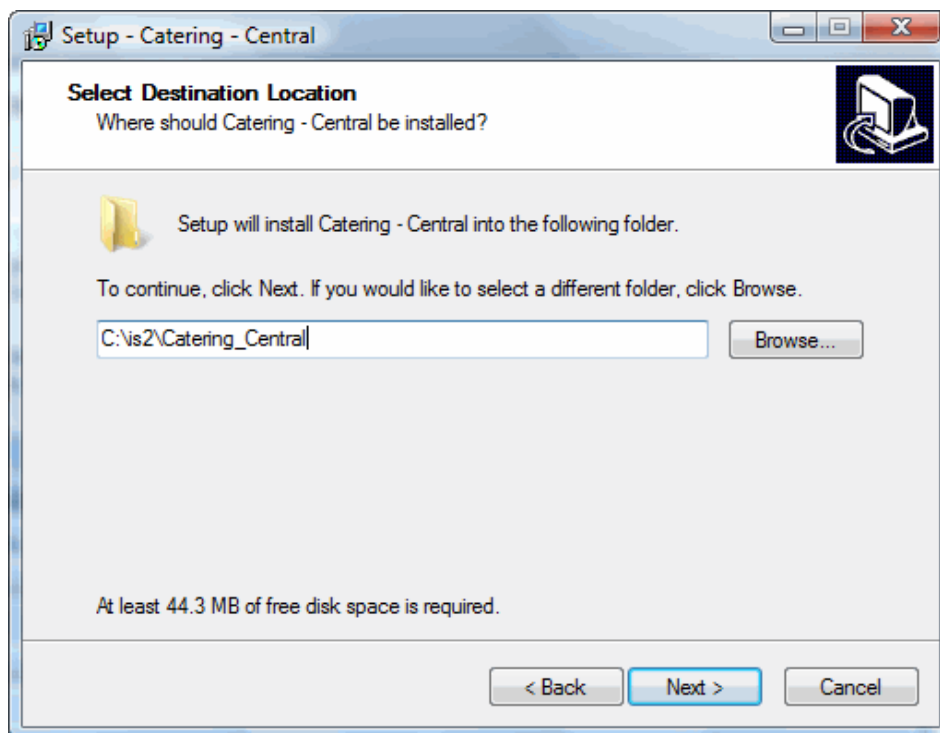 Setup - Catering - Central
Select Destination Location
Where should Catering - Central be installed?
Setup will install Catering - Central into the following folder.
To continue, click Next. If you would like to select a different folder, click Browse.
C:\is2\Catering_Central
Browse...
At least 44.3 MB of free disk space is required.
< Back
Next >
Cancel